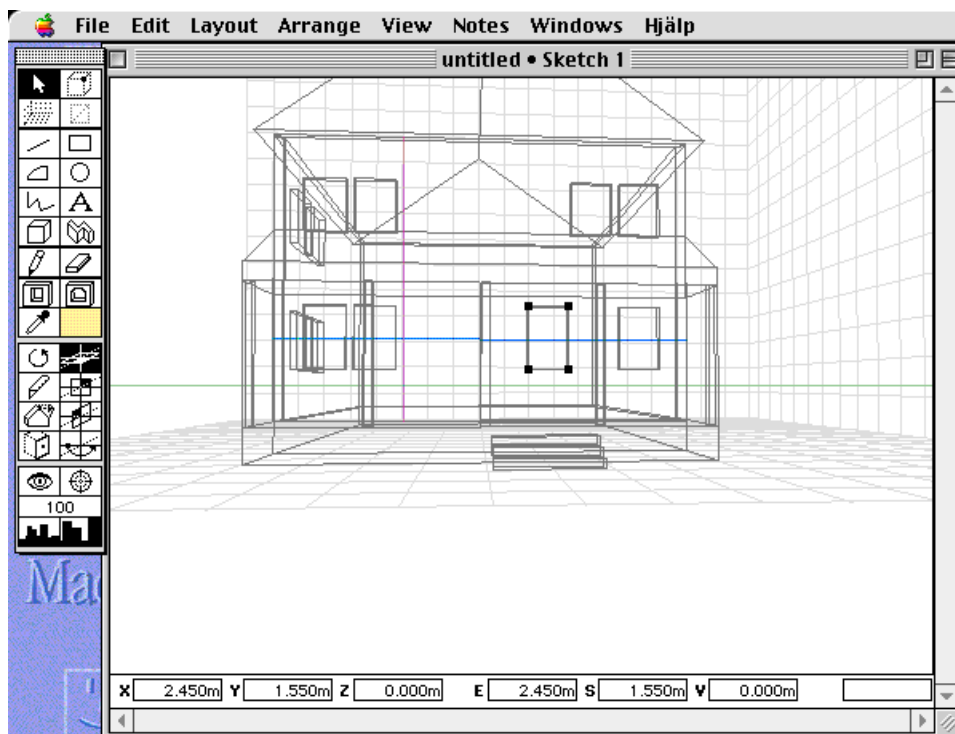 File Edit Layout Arrange View Notes Windows Hjälp
untitled • Sketch 1
A
100
Mac
X 2.450m Y 1.550m Z 0.000m E 2.450m S 1.550m V 0.000m